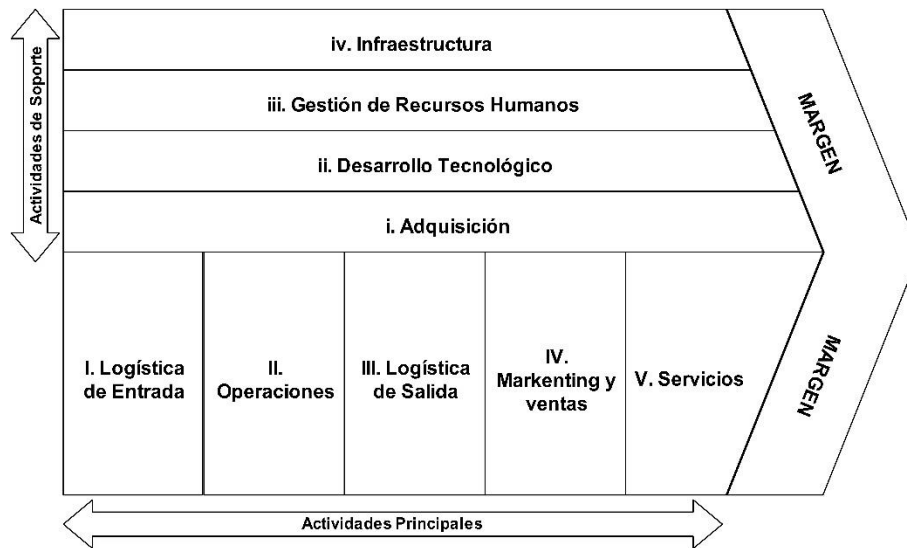 Actividades de Soporte
iv. Infraestructura
iii. Gestión de Recursos Humanos
ii. Desarrollo Tecnológico
i. Adquisición
MARGEN
I. Logística
de Entrada
II.
Operaciones
III. Logística
de Salida
IV.
Markenting y
ventas
V. Servicios
MARGEN
Actividades Principales